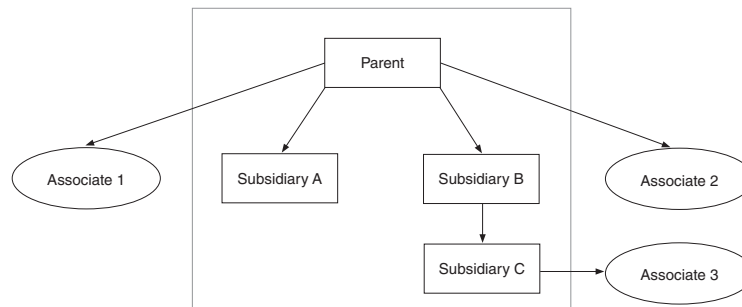 Parent
Associate 1
Subsidiary A
Subsidiary B
Associate 2
Subsidiary C
Associate 3